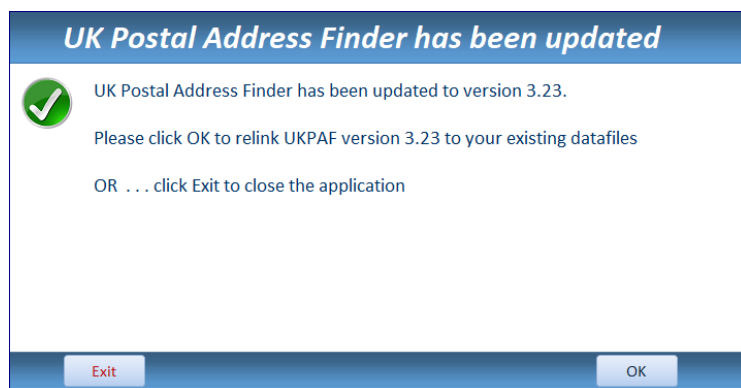 UK Postal Address Finder has been updated
UK Postal Address Finder has been updated to version 3.23.
Please click OK to relink UKPAF version 3.23 to your existing datafiles
OR . . . click Exit to close the application
Exit
OK